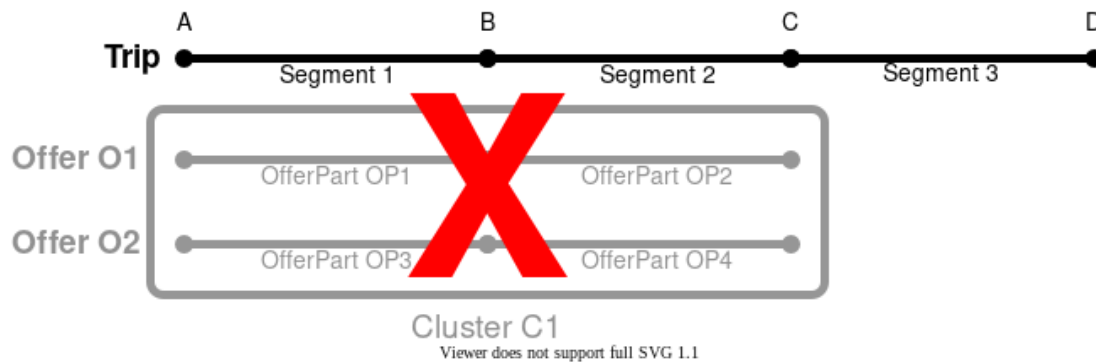 A B C D
Trip
Segment 1 Segment 2 Segment 3
Offer O1
OfferPart OP1 OfferPart OP2
Offer O2
OfferPart OP3 OfferPart OP4
Cluster C1
Viewer does not support full SVG 1.1